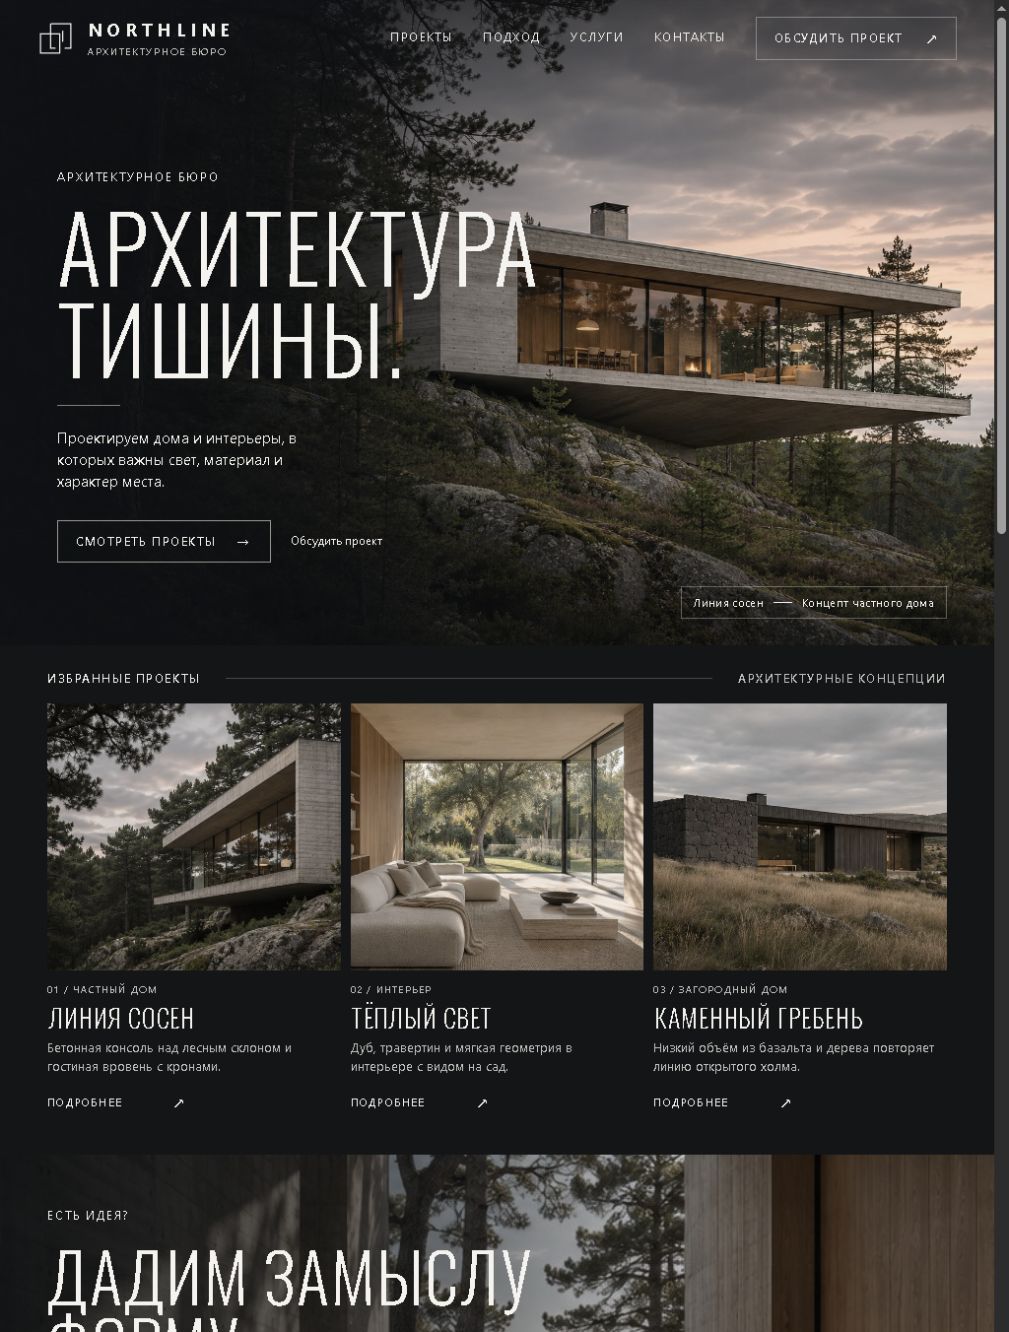 NORTHLINE
АРХИТЕКТУРНОЕ БЮРО
ПРОЕКТЫ
ПОДХОД
УСЛУГИ
КОНТАКТЫ
ОБСУДИТЬ ПРОЕКТ ↗
АРХИТЕКТУРНОЕ БЮРО
АРХИТЕКТУРА
ТИШИНЫ.
Проектируем дома и интерьеры, в
которых важны свет, материал и
характер места.
СМОТРЕТЬ ПРОЕКТЫ →
Обсудить проект
Линия сосен — Концепт частного дома
ИЗБРАННЫЕ ПРОЕКТЫ
АРХИТЕКТУРНЫЕ КОНЦЕПЦИИ
01 / ЧАСТНЫЙ ДОМ
ЛИНИЯ СОСЕН
Бетонная консоль над лесным склоном и
гостиная вровень с кронами.
ПОДРОБНЕЕ ↗
02 / ИНТЕРЬЕР
ТЁПЛЫЙ СВЕТ
Дуб, травертин и мягкая геометрия в
интерьере с видом на сад.
ПОДРОБНЕЕ ↗
03 / ЗАГОРОДНЫЙ ДОМ
КАМЕННЫЙ ГРЕБЕНЬ
Низкий объём из базальта и дерева повторяет
линию открытого холма.
ПОДРОБНЕЕ ↗
ЕСТЬ ИДЕЯ?
ДАДИМ ЗАМЫСЛУ
ФОРМУ